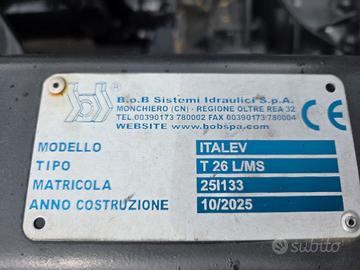 B.o.B Sistemi Idraulici S.p.A.
MONCHIERO (CN) - REGIONE OLTRE REA 32
TEL.00390173 780002 FAX 00390173 780004
WEBSITE www.bobspa.com
CE
MODELLO ITALEV
TIPO T 26 L/MS
MATRICOLA 25I133
ANNO COSTRUZIONE 10/2025
subito